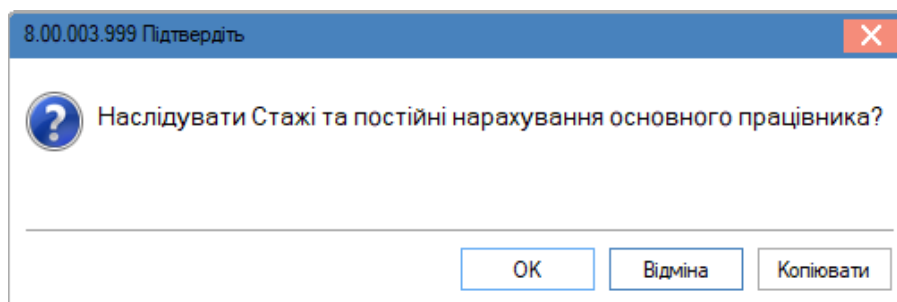 8.00.003.999 Підтвердіть
Наслідувати Стажі та постійні нарахування основного працівника?
OK
Відміна
Копіювати